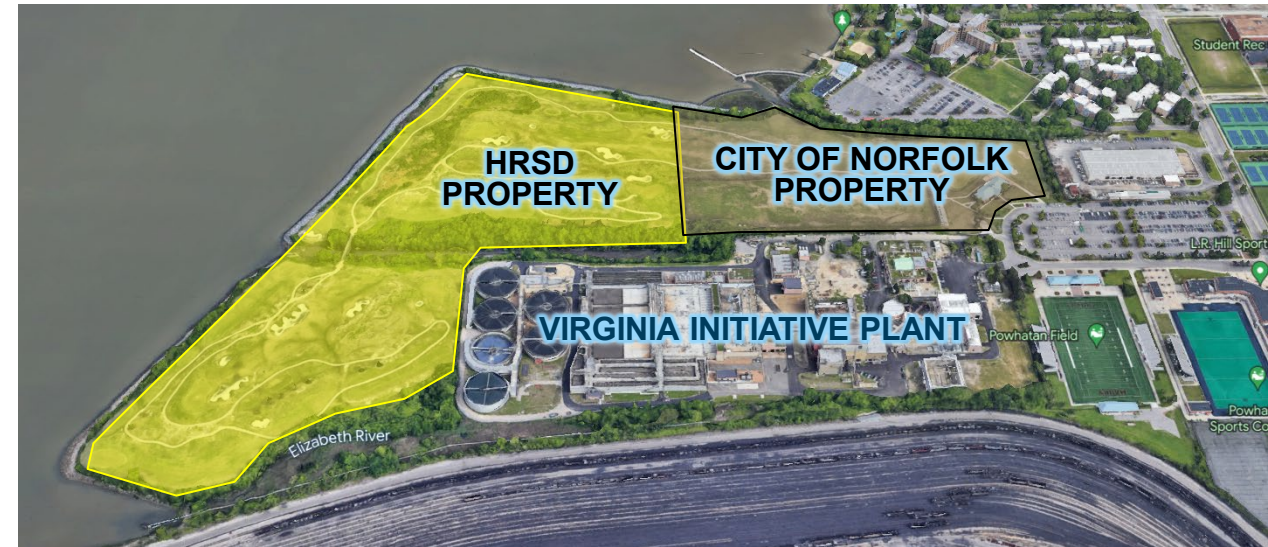 Student Rec
HRSD
PROPERTY
CITY OF NORFOLK
PROPERTY
L.R. Hill Sport
VIRGINIA INITIATIVE PLANT
Powhatan Field
Elizabeth River
Powha
Sports Co